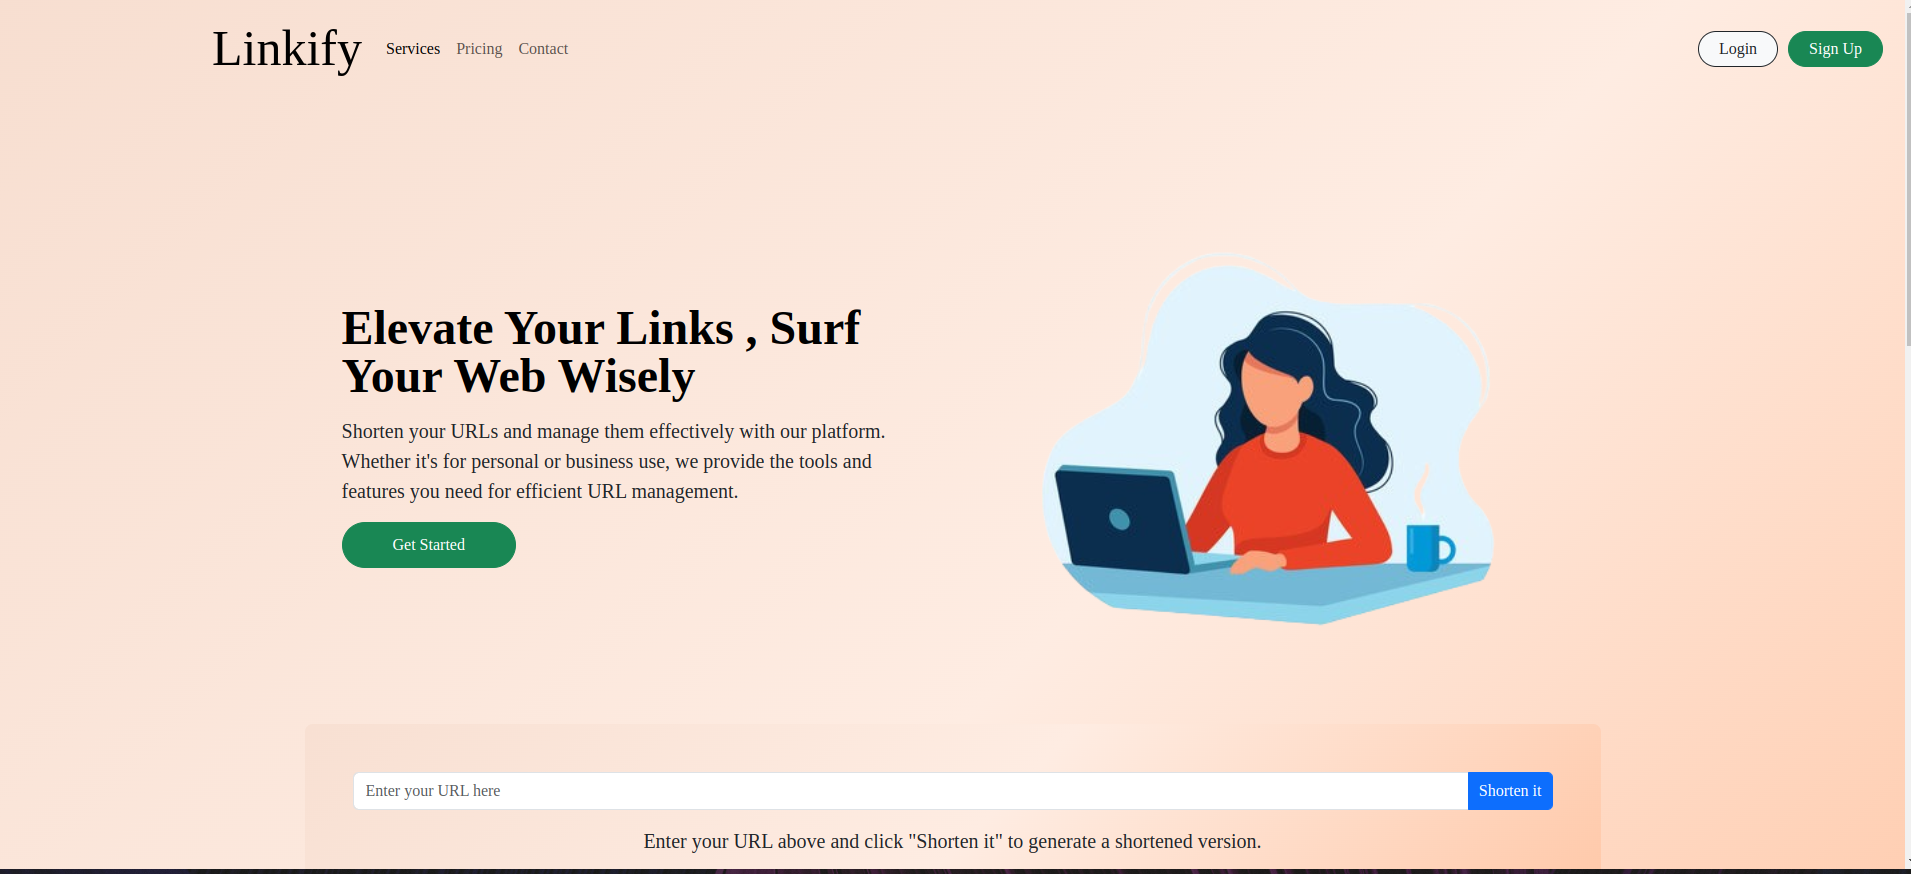 Linkify
Services
Pricing
Contact
Login
Sign Up
Elevate Your Links , Surf
Your Web Wisely
Shorten your URLs and manage them effectively with our platform.
Whether it's for personal or business use, we provide the tools and
features you need for efficient URL management.
Get Started
Enter your URL here
Shorten it
Enter your URL above and click "Shorten it" to generate a shortened version.